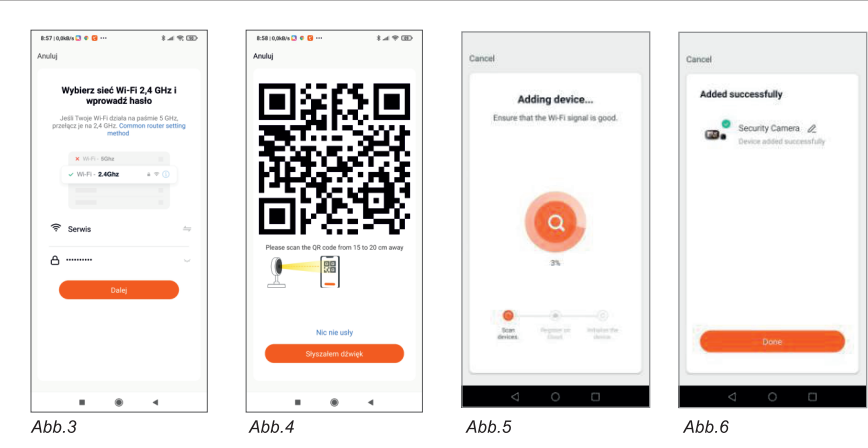 8:57 | 0,0kB/s
Anuluj
Wybierz sieć Wi-Fi 2,4 GHz i
wprowadź hasło
Jeśli Twoje Wi-Fi działa na paśmie 5 GHz,
przełącz je na 2,4 GHz. Common router setting
method
Wi-Fi - 5Ghz
Wi-Fi - 2.4Ghz
Serwis
Dalej
Abb.3
8:58 | 0,0kB/s
Anuluj
Please scan the QR code from 15 to 20 cm away
Nic nie usły
Słyszałem dźwięk
Abb.4
Cancel
Adding device...
Ensure that the Wi-Fi signal is good.
3%
Scan
devices.
Register on
Cloud.
Initialize the
device.
Abb.5
Cancel
Added successfully
Security Camera
Device added successfully
Done
Abb.6